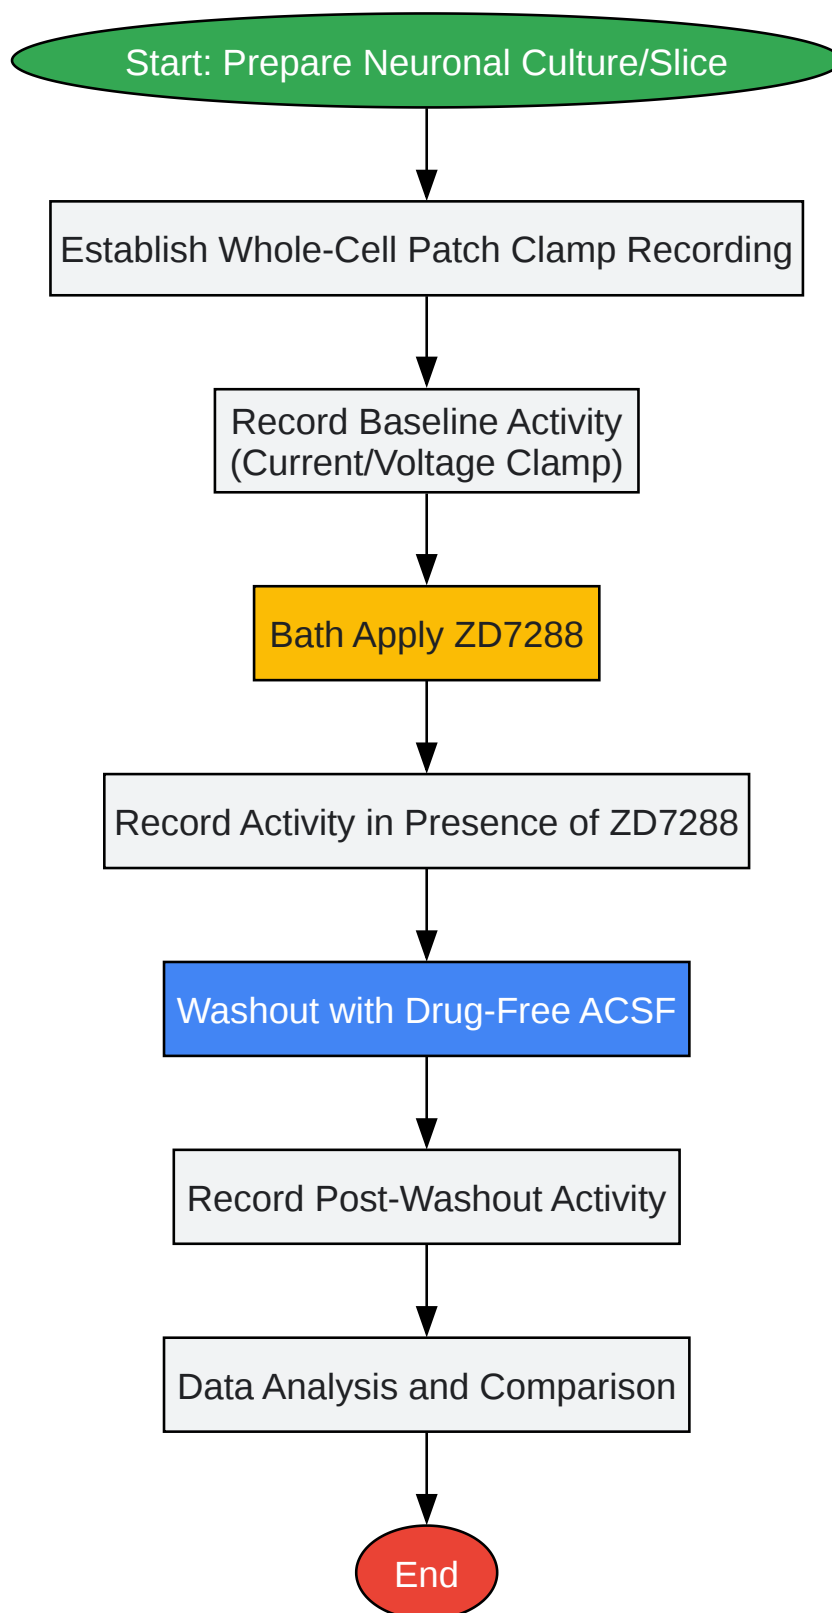 Start: Prepare Neuronal Culture/Slice
Establish Whole-Cell Patch Clamp Recording
Record Baseline Activity
(Current/Voltage Clamp)
Bath Apply ZD7288
Record Activity in Presence of ZD7288
Washout with Drug-Free ACSF
Record Post-Washout Activity
Data Analysis and Comparison
End